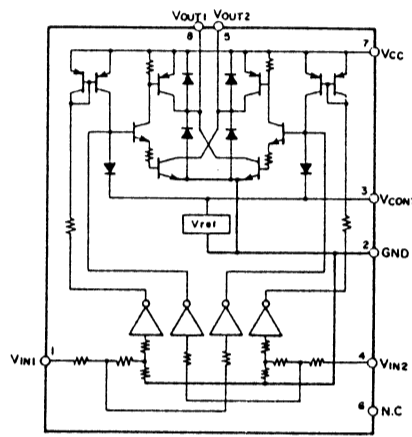 VOUT1 VOUT2
8 5
7 VCC
3 VCONT
Vref
2 GND
VIN1 1
4 VIN2
6 N.C